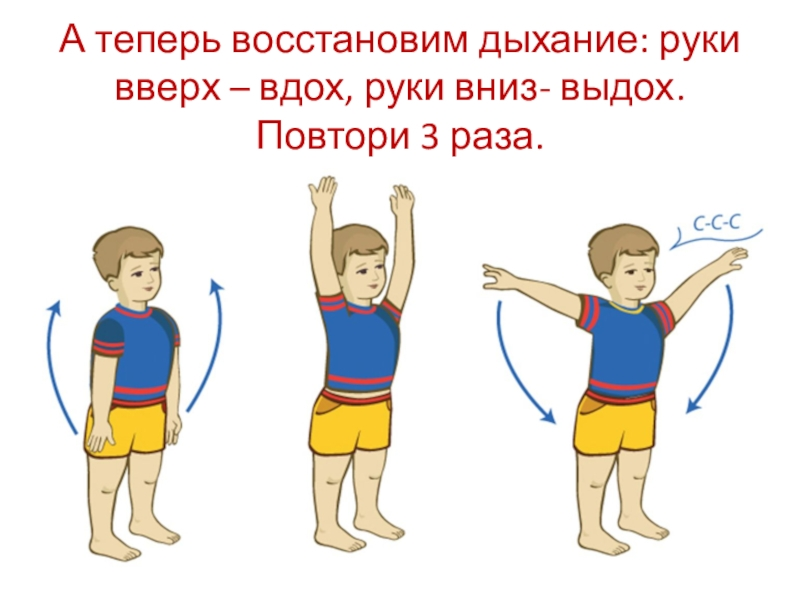 А теперь восстановим дыхание: руки
вверх – вдох, руки вниз- выдох.
Повтори 3 раза.
С-С-С